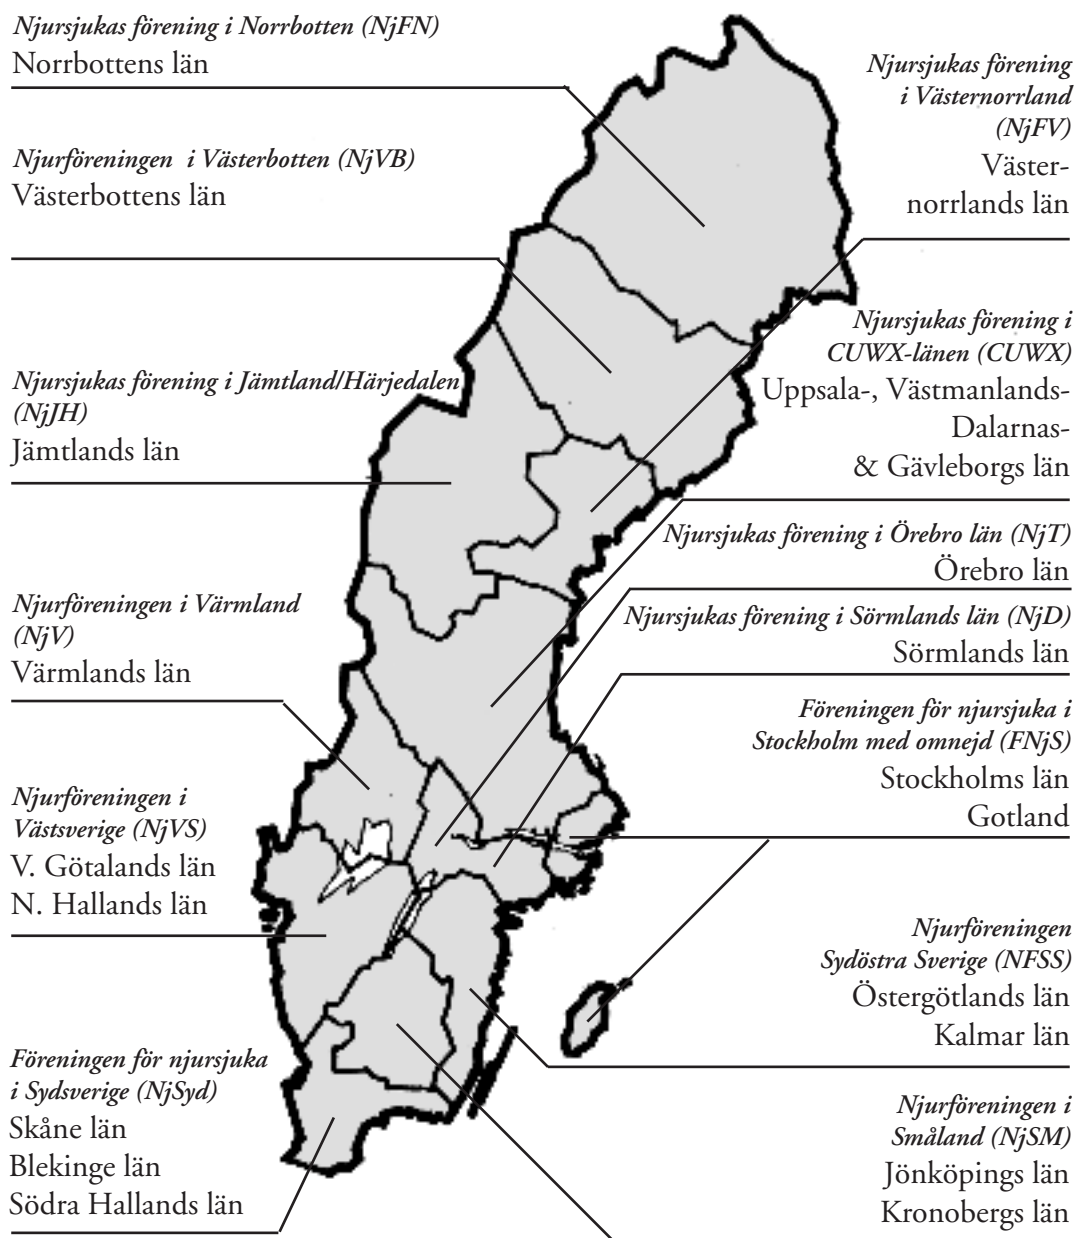 Njursjukas förening i Norrbotten (NjFN)
Norrbottens län
Njurföreningen i Västerbotten (NjVB)
Västerbottens län
Njursjukas förening i Jämtland/Härjedalen
(NjJH)
Jämtlands län
Njurföreningen i Värmland
(NjV)
Värmlands län
Njurföreningen i
Västsverige (NjVS)
V. Götalands län
N. Hallands län
Föreningen för njursjuka
i Sydsverige (NjSyd)
Skåne län
Blekinge län
Södra Hallands län
Njursjukas förening
i Västernorrland
(NjFV)
Väster-
norrlands län
Njursjukas förening i
CUWX-länen (CUWX)
Uppsala-, Västmanlands-
Dalarnas-
& Gävleborgs län
Njursjukas förening i Örebro län (NjT)
Örebro län
Njursjukas förening i Sörmlands län (NjD)
Sörmlands län
Föreningen för njursjuka i
Stockholm med omnejd (FNjS)
Stockholms län
Gotland
Njurföreningen
Sydöstra Sverige (NFSS)
Östergötlands län
Kalmar län
Njurföreningen i
Småland (NjSM)
Jönköpings län
Kronobergs län